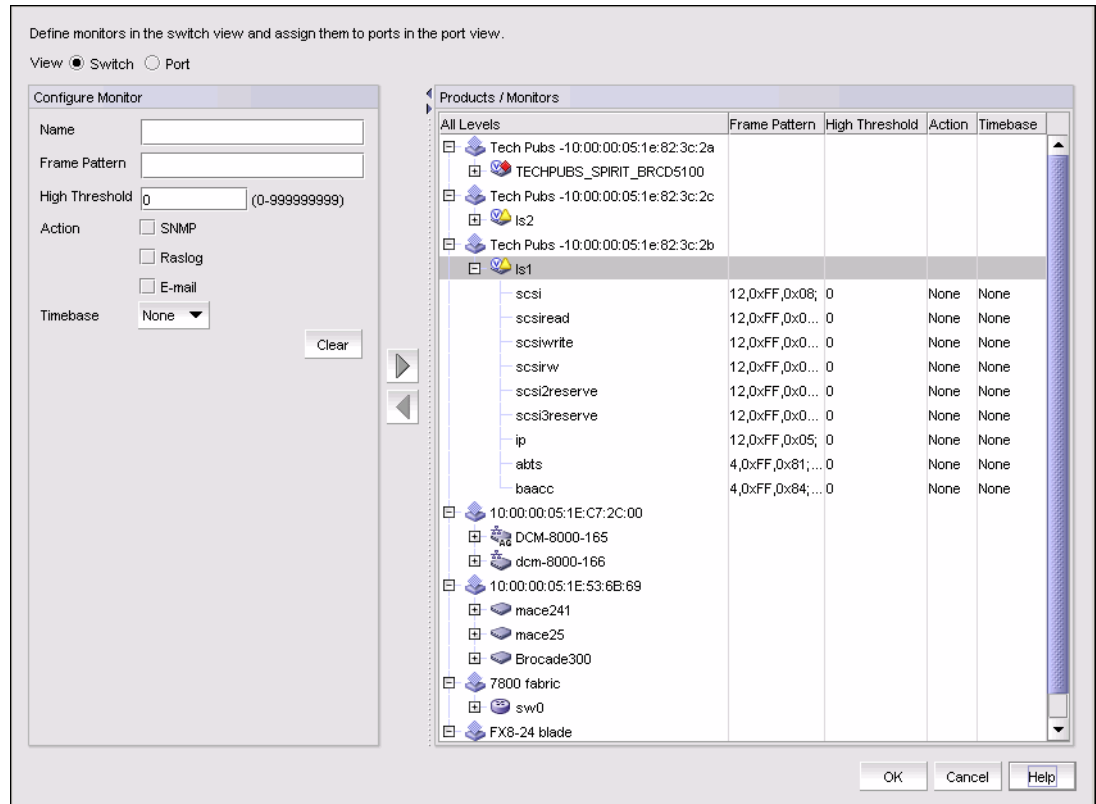 Define monitors in the switch view and assign them to ports in the port view.
View Switch Port
Configure Monitor
Name
Frame Pattern
High Threshold 0 (0-999999999)
Action SNMP
Raslog
E-mail
Timebase None
Clear
Products / Monitors
All Levels Frame Pattern High Threshold Action Timebase
Tech Pubs -10:00:00:05:1e:82:3c:2a
TECHPUBS_SPIRIT_BRCD5100
Tech Pubs -10:00:00:05:1e:82:3c:2c
ls2
Tech Pubs -10:00:00:05:1e:82:3c:2b
ls1
scsi 12,0xFF,0x08; 0 None None
scsiread 12,0xFF,0x0... 0 None None
scsiwrite 12,0xFF,0x0... 0 None None
scsirw 12,0xFF,0x0... 0 None None
scsi2reserve 12,0xFF,0x0... 0 None None
scsi3reserve 12,0xFF,0x0... 0 None None
ip 12,0xFF,0x05; 0 None None
abts 4,0xFF,0x81;... 0 None None
baacc 4,0xFF,0x84;... 0 None None
10:00:00:05:1E:C7:2C:00
AG DCM-8000-165
dcm-8000-166
10:00:00:05:1E:53:6B:69
mace241
mace25
Brocade300
7800 fabric
sw0
FX8-24 blade
OK Cancel Help